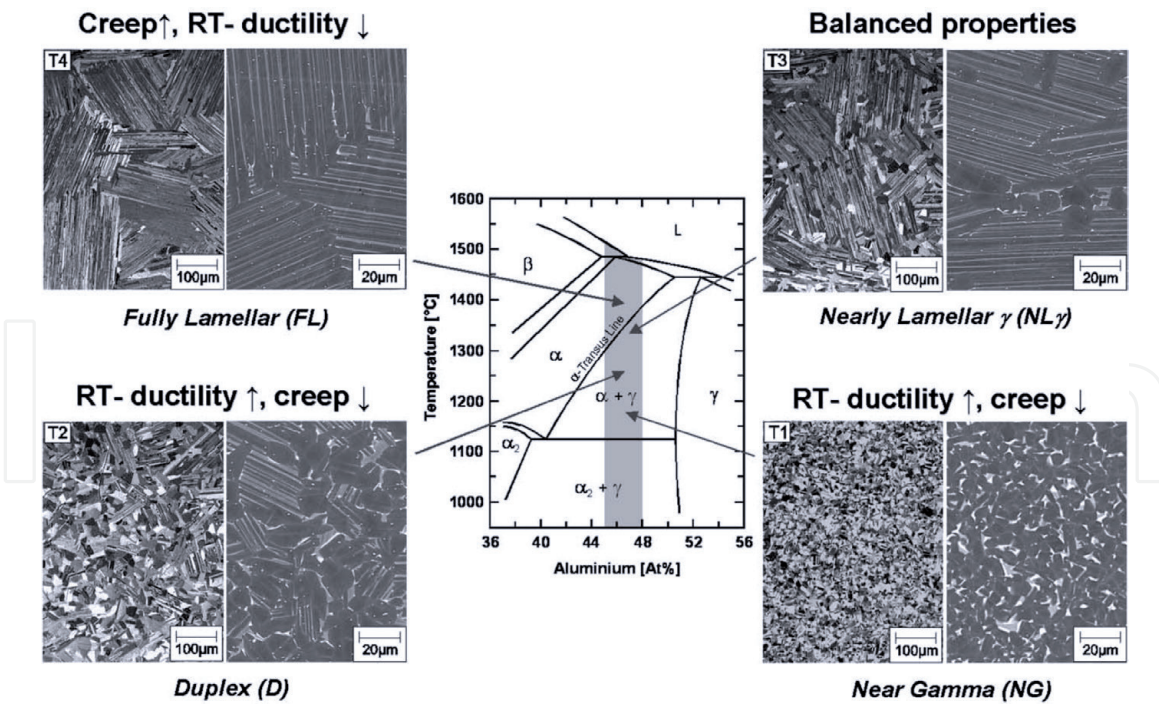 Creep↑, RT- ductility ↓
T4
100µm
20µm
Fully Lamellar (FL)
Balanced properties
T3
100µm
20µm
Nearly Lamellar γ (NLγ)
RT- ductility ↑, creep ↓
T2
100µm
20µm
Duplex (D)
1600
1500
1400
1300
1200
1100
1000
Temperature [°C]
L
β
α
α-Transus Line
α + γ
γ
α₂
α₂ + γ
36 40 44 48 52 56
Aluminium [At%]
RT- ductility ↑, creep ↓
T1
100µm
20µm
Near Gamma (NG)